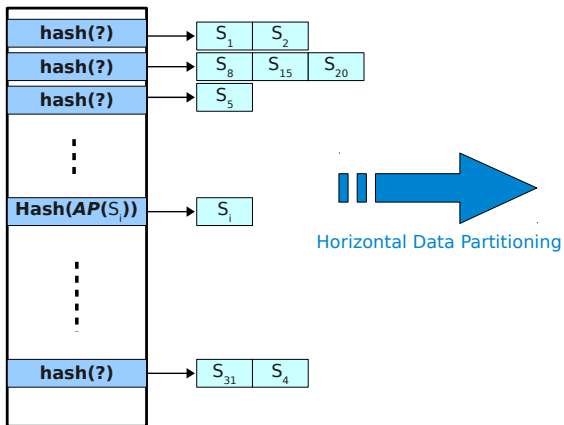 hash(?) S1 S2
hash(?) S8 S15 S20
hash(?) S5
Hash(AP(Si)) Si
Horizontal Data Partitioning
hash(?) S31 S4